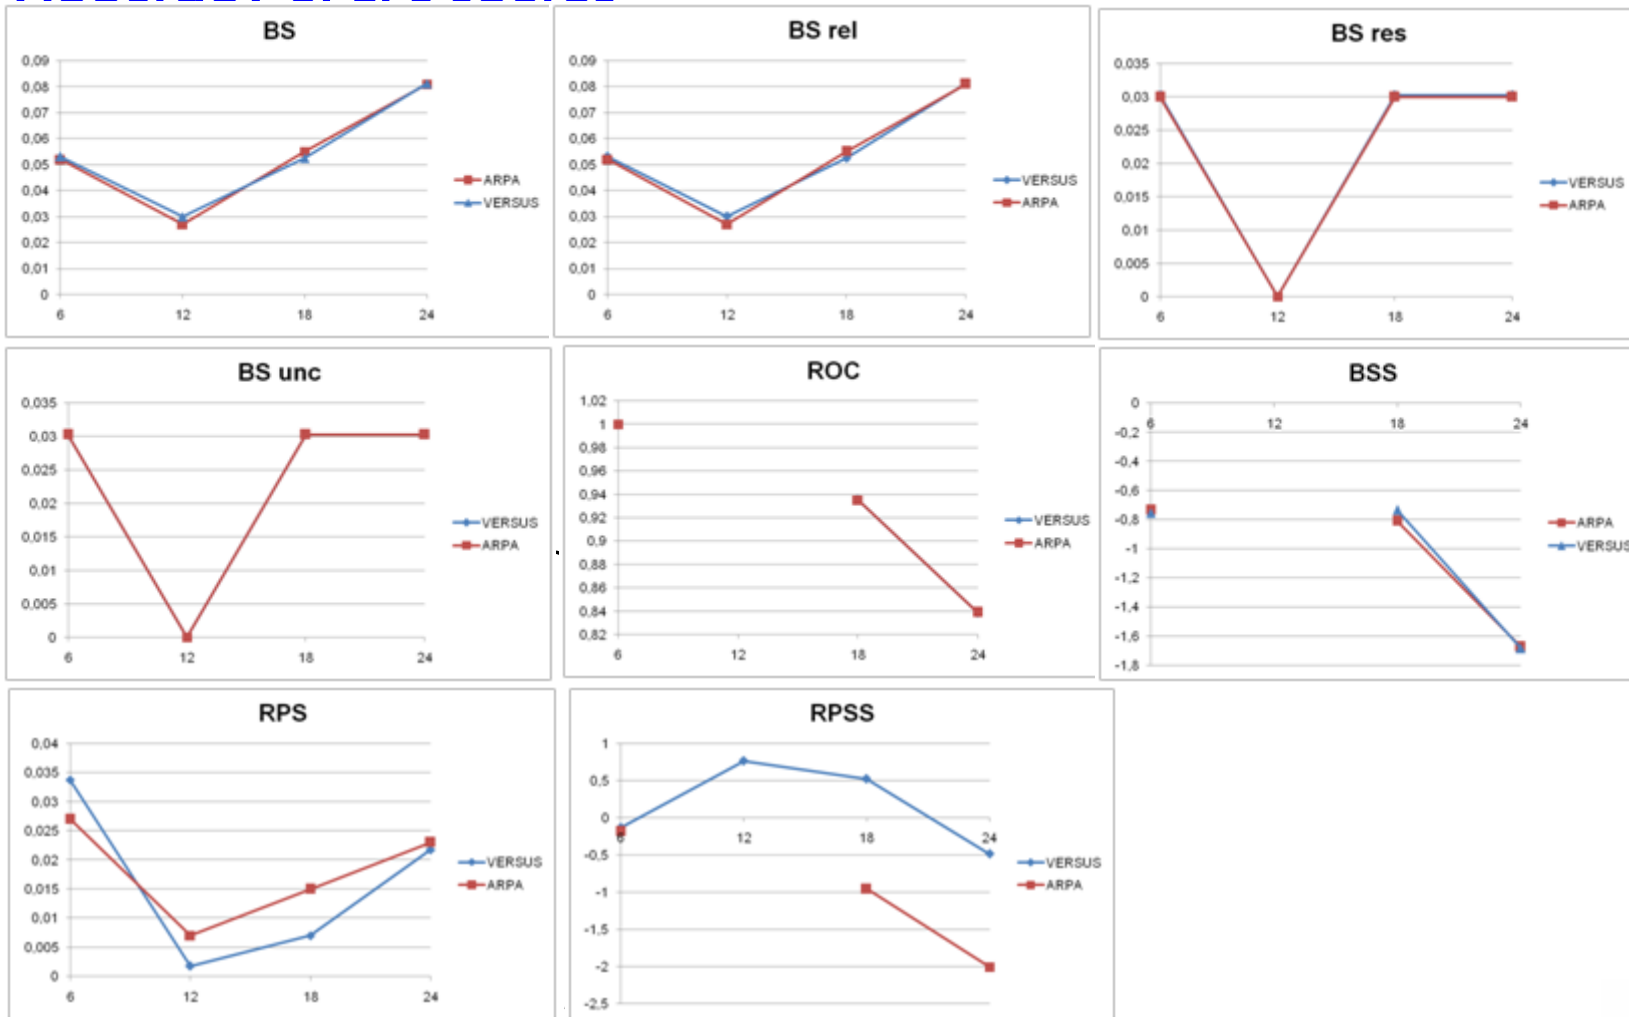 BS
0,09
0,08
0,07
0,06
0,05
0,04
0,03
0,02
0,01
0
6 12 18 24
ARPA
VERSUS
BS rel
0,09
0,08
0,07
0,06
0,05
0,04
0,03
0,02
0,01
0
6 12 18 24
VERSUS
ARPA
BS res
0,035
0,03
0,025
0,02
0,015
0,01
0,005
0
6 12 18 24
VERSUS
ARPA
BS unc
0,035
0,03
0,025
0,02
0,015
0,01
0,005
0
6 12 18 24
VERSUS
ARPA
ROC
1,02
1
0,98
0,96
0,94
0,92
0,9
0,88
0,86
0,84
0,82
6 12 18 24
VERSUS
ARPA
BSS
0
-0,2
-0,4
-0,6
-0,8
-1
-1,2
-1,4
-1,6
-1,8
6 12 18 24
ARPA
VERSUS
RPS
0,04
0,035
0,03
0,025
0,02
0,015
0,01
0,005
0
6 12 18 24
VERSUS
ARPA
RPSS
1
0,5
0
-0,5
-1
-1,5
-2
-2,5
6 12 18 24
VERSUS
ARPA